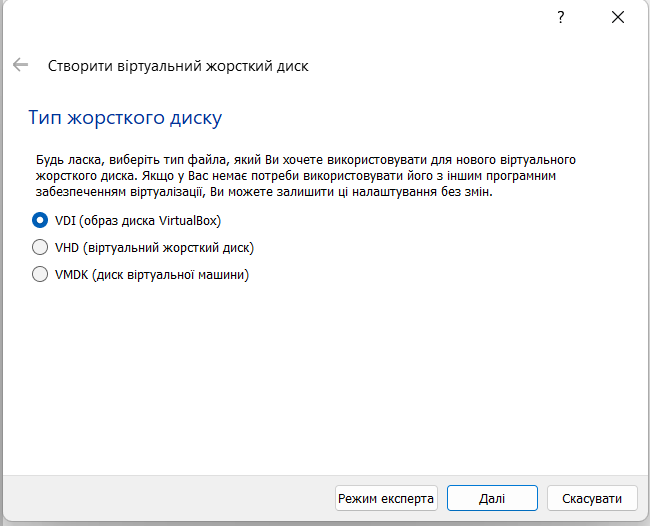 ?
Створити віртуальний жорсткий диск
Тип жорсткого диску
Будь ласка, виберіть тип файла, який Ви хочете використовувати для нового віртуального
жорсткого диска. Якщо у Вас немає потреби використовувати його з іншим програмним
забезпеченням віртуалізації, Ви можете залишити ці налаштування без змін.
VDI (образ диска VirtualBox)
VHD (віртуальний жорсткий диск)
VMDK (диск віртуальної машини)
Режим експерта Далі Скасувати